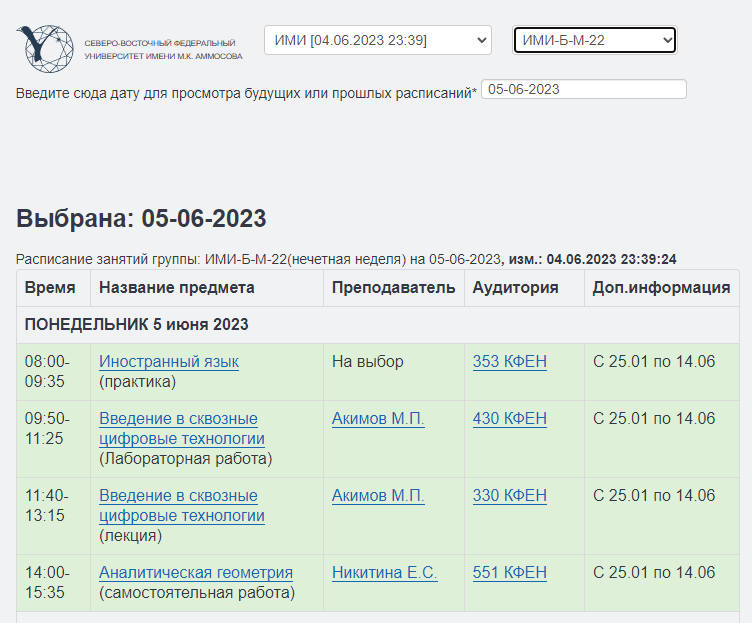 СЕВЕРО-ВОСТОЧНЫЙ ФЕДЕРАЛЬНЫЙ
УНИВЕРСИТЕТ ИМЕНИ М.К. АММОСОВА
ИМИ [04.06.2023 23:39]
ИМИ-Б-М-22
Введите сюда дату для просмотра будущих или прошлых расписаний* 05-06-2023
Выбрана: 05-06-2023
Расписание занятий группы: ИМИ-Б-М-22(нечетная неделя) на 05-06-2023, изм.: 04.06.2023 23:39:24
Время Название предмета Преподаватель Аудитория Доп.информация
ПОНЕДЕЛЬНИК 5 июня 2023
08:00- Иностранный язык На выбор 353 КФЕН С 25.01 по 14.06
09:35 (практика)
09:50- Введение в сквозные Акимов М.П. 430 КФЕН С 25.01 по 14.06
11:25 цифровые технологии
(Лабораторная работа)
11:40- Введение в сквозные Акимов М.П. 330 КФЕН С 25.01 по 14.06
13:15 цифровые технологии
(лекция)
14:00- Аналитическая геометрия Никитина Е.С. 551 КФЕН С 25.01 по 14.06
15:35 (самостоятельная работа)